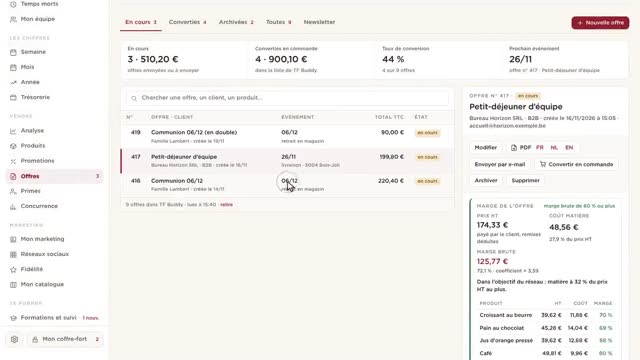 Temps morts
Mon équipe
LES CHIFFRES
Semaine
Mois
Année
Trésorerie
VENDRE
Analyse
Produits
Promotions
Offres 3
Primes
Concurrence
MARKETING
Mon marketing
Réseaux sociaux
Fidélité
Mon catalogue
SE FORMER
Formations et suivi 1 nouv.
Mon coffre-fort 2
En cours 3 Converties 4 Archivées 2 Toutes 9 Newsletter
+ Nouvelle offre
En cours
3 · 510,20 €
offres envoyées ou à envoyer
Converties en commande
4 · 900,10 €
dans la liste de TF Buddy
Taux de conversion
44 %
4 sur 9 offres
Prochain événement
26/11
offre n° 417 · Petit-déjeuner d'équipe
Chercher une offre, un client, un produit...
N° OFFRE · CLIENT ÉVÉNEMENT TOTAL TTC ÉTAT
419 Communion 06/12 (en double) 06/12 90,00 € en cours
Famille Lambert · créée le 19/11 retrait en magasin
417 Petit-déjeuner d'équipe 26/11 199,80 € en cours
Bureau Horizon SRL · B2B · créée le 16/11 livraison · 5004 Bois-Joli
416 Communion 06/12 06/12 220,40 € en cours
Famille Lambert · créée le 14/11 retrait en magasin
9 offres dans TF Buddy · lues à 15:40 · relire
OFFRE N° 417 · en cours
Petit-déjeuner d'équipe
Bureau Horizon SRL · B2B · créée le 16/11/2026 à 15:05 ·
accueil@horizon.exemple.be
Modifier PDF FR NL EN
Envoyer par e-mail Convertir en commande
Archiver Supprimer
MARGE DE L'OFFRE marge brute de 60 % ou plus
PRIX HT COÛT MATIÈRE
174,33 € 48,56 €
payé par le client, remises déduites 27,9 % du prix HT
MARGE BRUTE
125,77 €
72,1 % · coefficient × 3,59
Dans l'objectif du réseau : matière à 32 % du prix
HT au plus.
PRODUIT HT COÛT MARGE
Croissant au beurre 39,62 € 11,88 € 70 %
Pain au chocolat 45,28 € 14,04 € 69 %
Jus d'orange pressé 39,62 € 12,68 € 68 %
Café 49,81 € 9,96 € 80 %